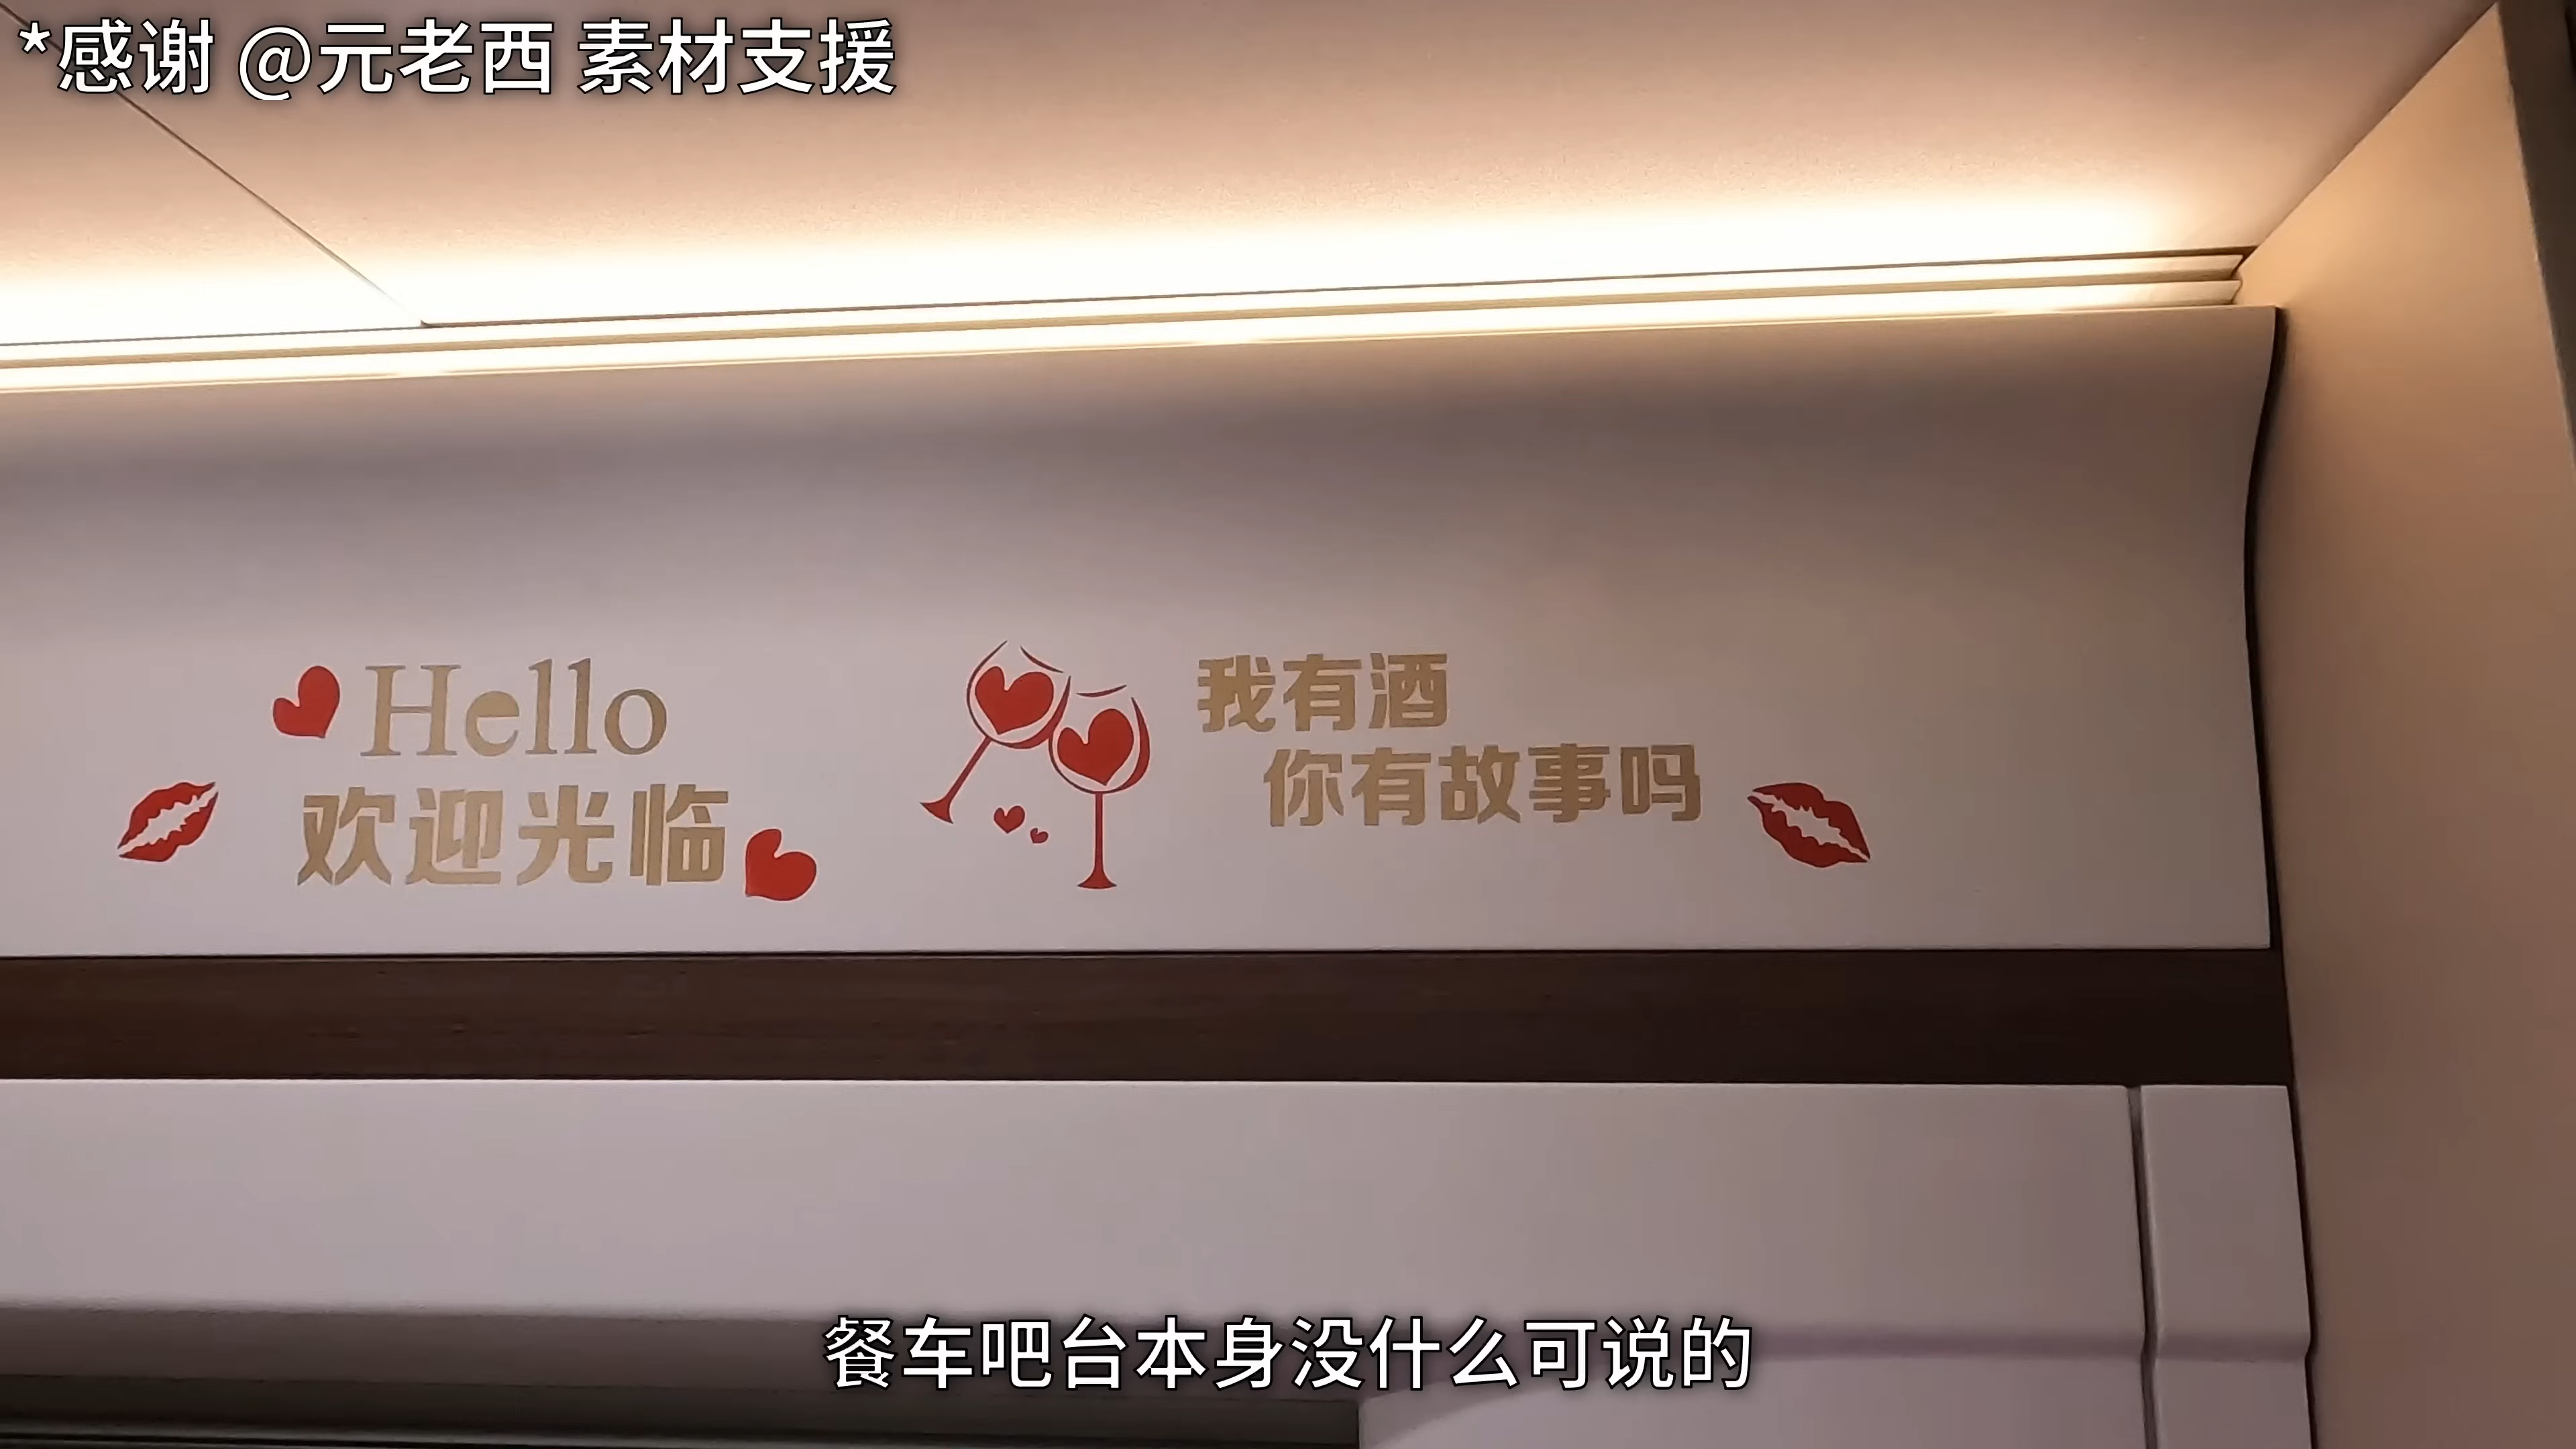 *感谢 @元老西 素材支援
Hello
欢迎光临
我有酒
你有故事吗
餐车吧台本身没什么可说的